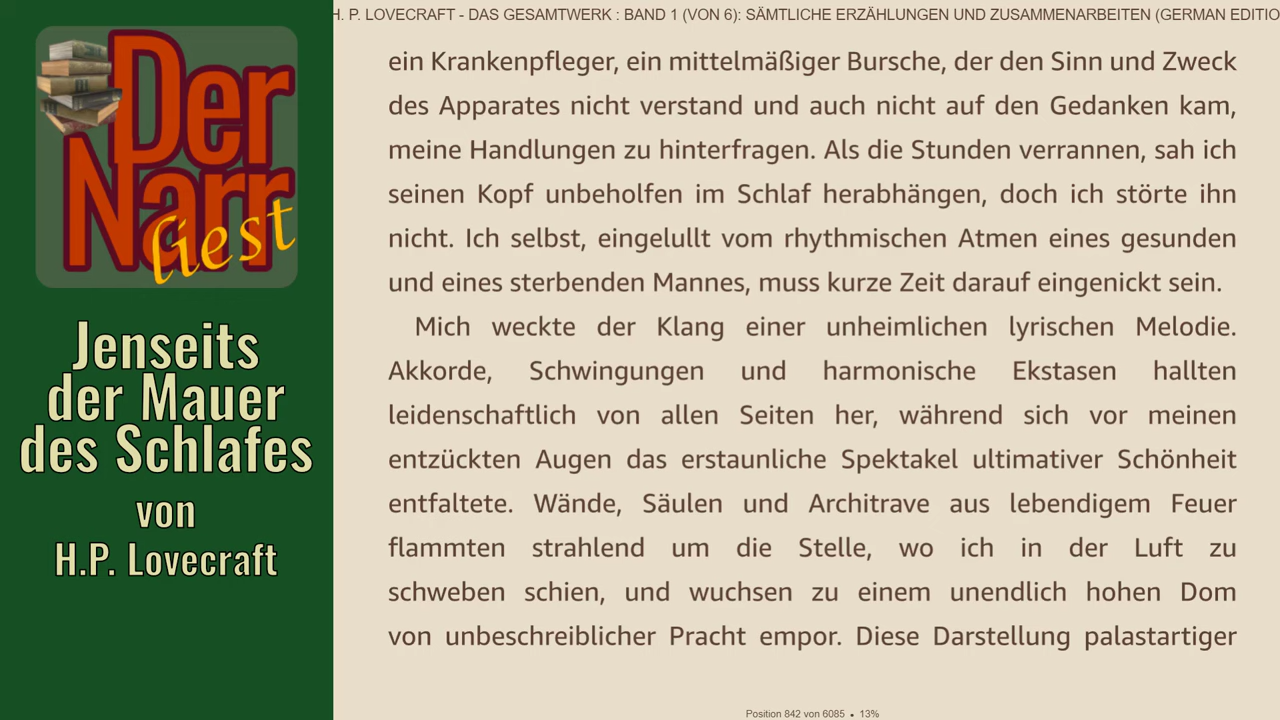 Der
Narr
liest
Jenseits
der Mauer
des Schlafes
von
H.P. Lovecraft
H. P. LOVECRAFT - DAS GESAMTWERK : BAND 1 (VON 6): SÄMTLICHE ERZÄHLUNGEN UND ZUSAMMENARBEITEN (GERMAN EDITIO
ein Krankenpfleger, ein mittelmäßiger Bursche, der den Sinn und Zweck
des Apparates nicht verstand und auch nicht auf den Gedanken kam,
meine Handlungen zu hinterfragen. Als die Stunden verrannen, sah ich
seinen Kopf unbeholfen im Schlaf herabhängen, doch ich störte ihn
nicht. Ich selbst, eingelullt vom rhythmischen Atmen eines gesunden
und eines sterbenden Mannes, muss kurze Zeit darauf eingenickt sein.
Mich weckte der Klang einer unheimlichen lyrischen Melodie.
Akkorde, Schwingungen und harmonische Ekstasen hallten
leidenschaftlich von allen Seiten her, während sich vor meinen
entzückten Augen das erstaunliche Spektakel ultimativer Schönheit
entfaltete. Wände, Säulen und Architrave aus lebendigem Feuer
flammten strahlend um die Stelle, wo ich in der Luft zu
schweben schien, und wuchsen zu einem unendlich hohen Dom
von unbeschreiblicher Pracht empor. Diese Darstellung palastartiger
Position 842 von 6085 • 13%